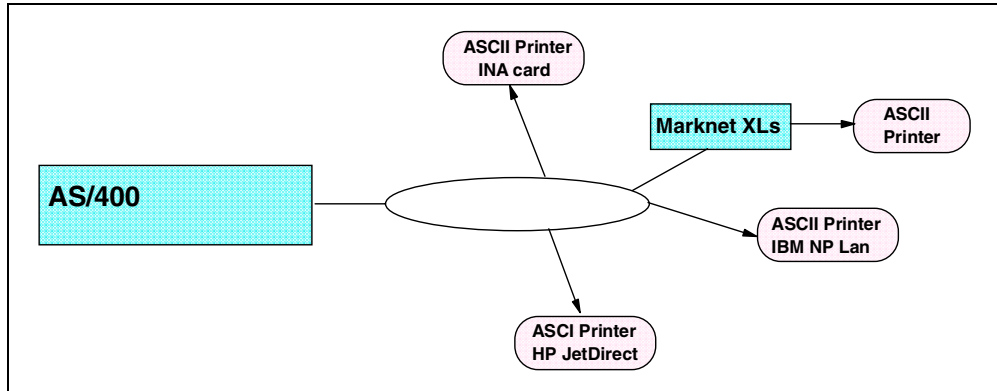 ASCII Printer
INA card
Marknet XLs
ASCII
Printer
AS/400
ASCII Printer
IBM NP Lan
ASCI Printer
HP JetDirect